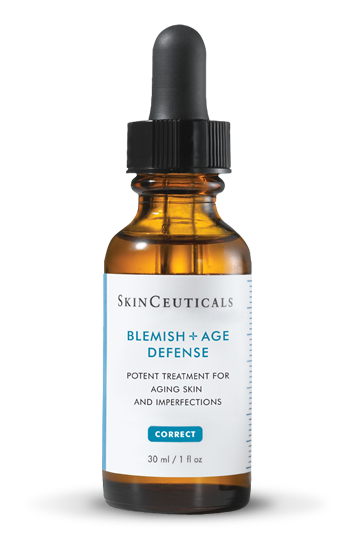 SKINCEUTICALS
BLEMISH + AGE
DEFENSE
POTENT TREATMENT FOR
AGING SKIN
AND IMPERFECTIONS
CORRECT
30 ml / 1 fl oz